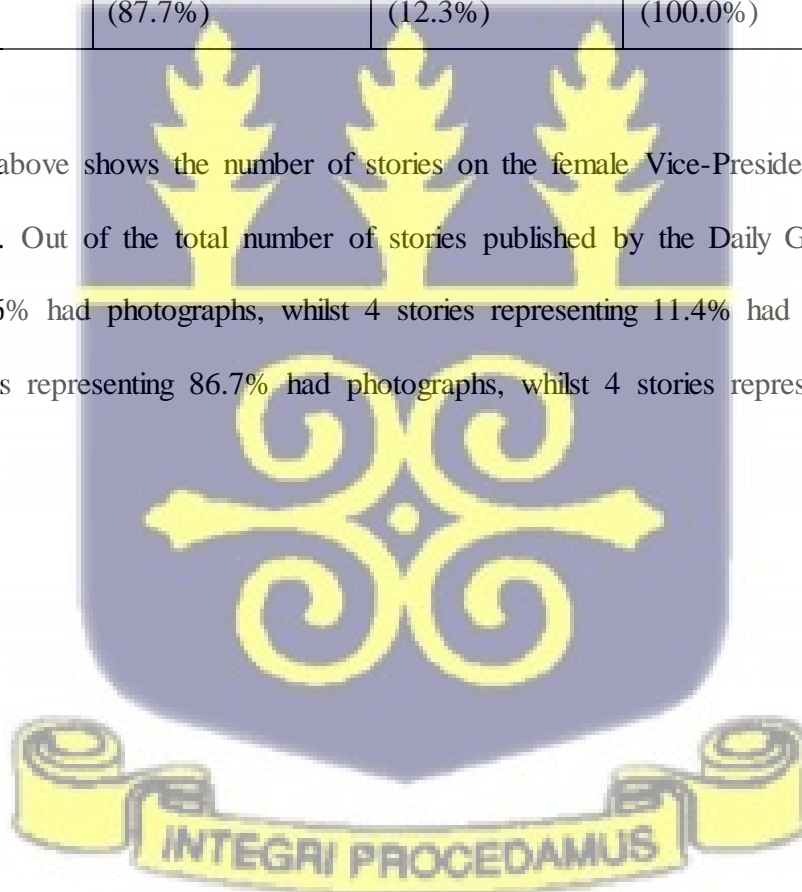 (87.7%) (12.3%) (100.0%)
above shows the number of stories on the female Vice-Preside
. Out of the total number of stories published by the Daily G
% had photographs, whilst 4 stories representing 11.4% had
s representing 86.7% had photographs, whilst 4 stories repres
INTEGRI PROCEDAMUS